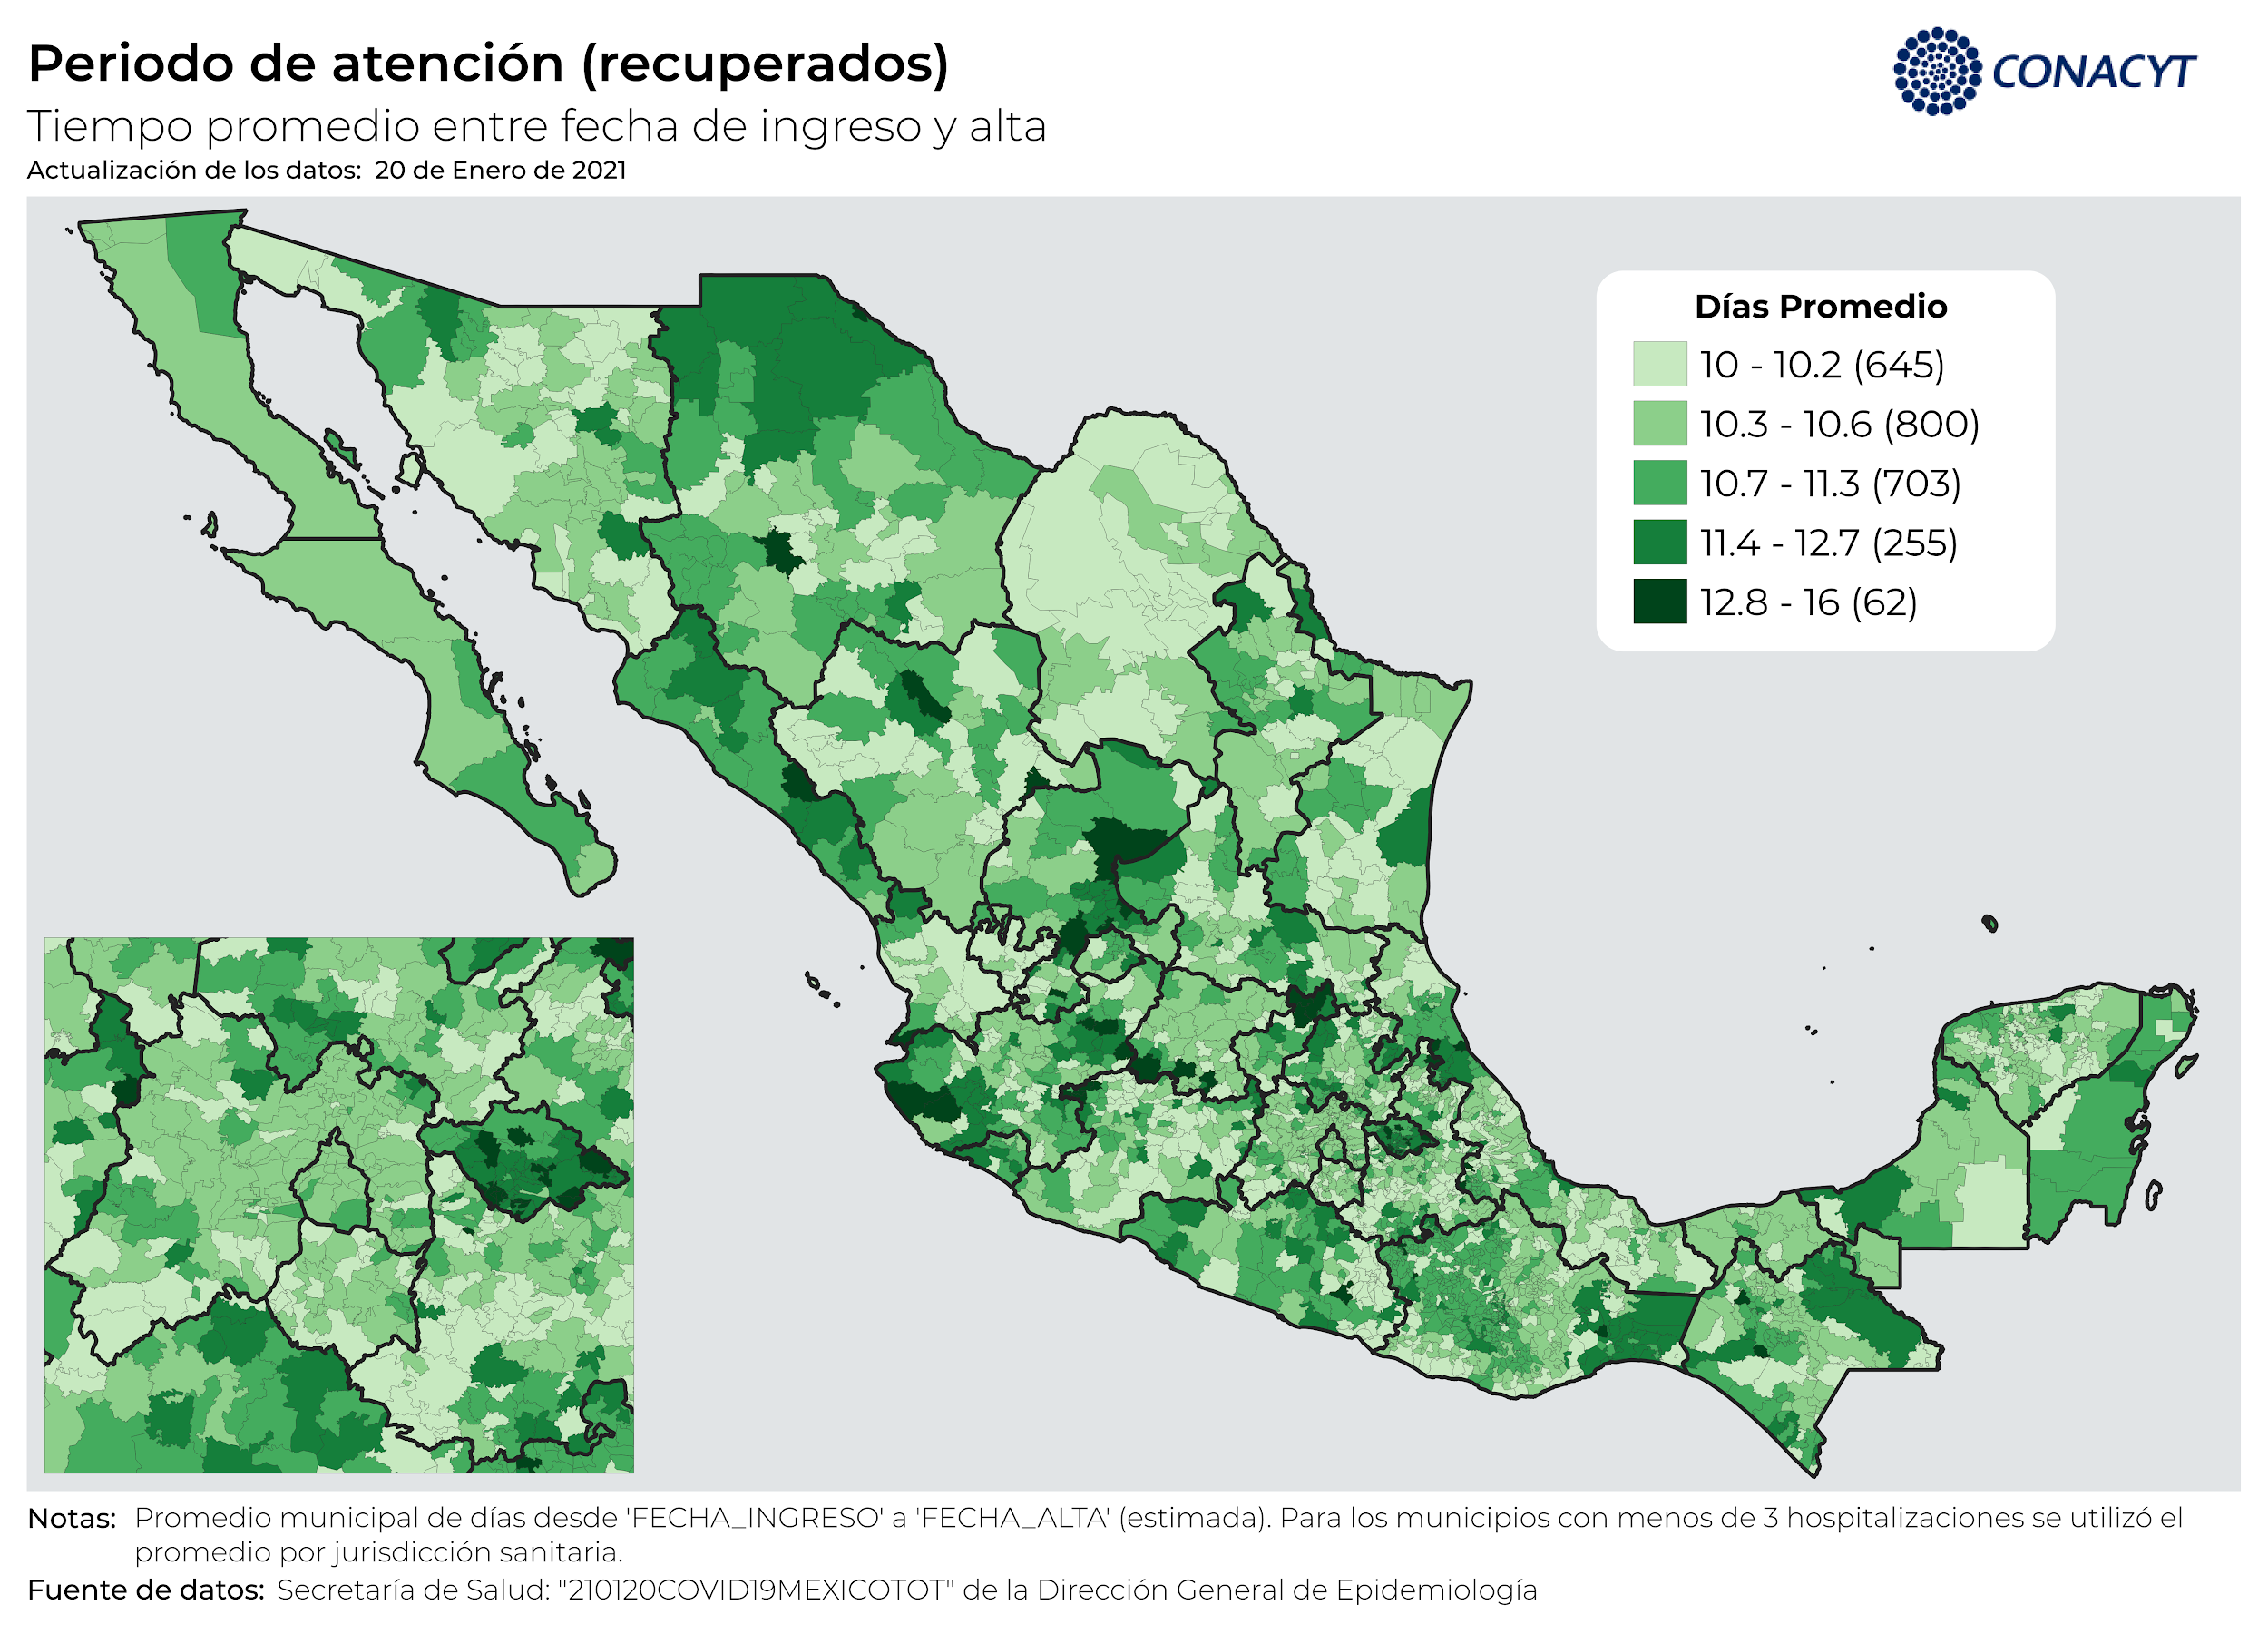 Periodo de atención (recuperados)
Tiempo promedio entre fecha de ingreso y alta
Actualización de los datos: 20 de Enero de 2021
CONACYT
Días Promedio
10 - 10.2 (645)
10.3 - 10.6 (800)
10.7 - 11.3 (703)
11.4 - 12.7 (255)
12.8 - 16 (62)
Notas: Promedio municipal de días desde 'FECHA_INGRESO' a 'FECHA_ALTA' (estimada). Para los municipios con menos de 3 hospitalizaciones se utilizó el
promedio por jurisdicción sanitaria.
Fuente de datos: Secretaría de Salud: "210120COVID19MEXICOTOT" de la Dirección General de Epidemiología